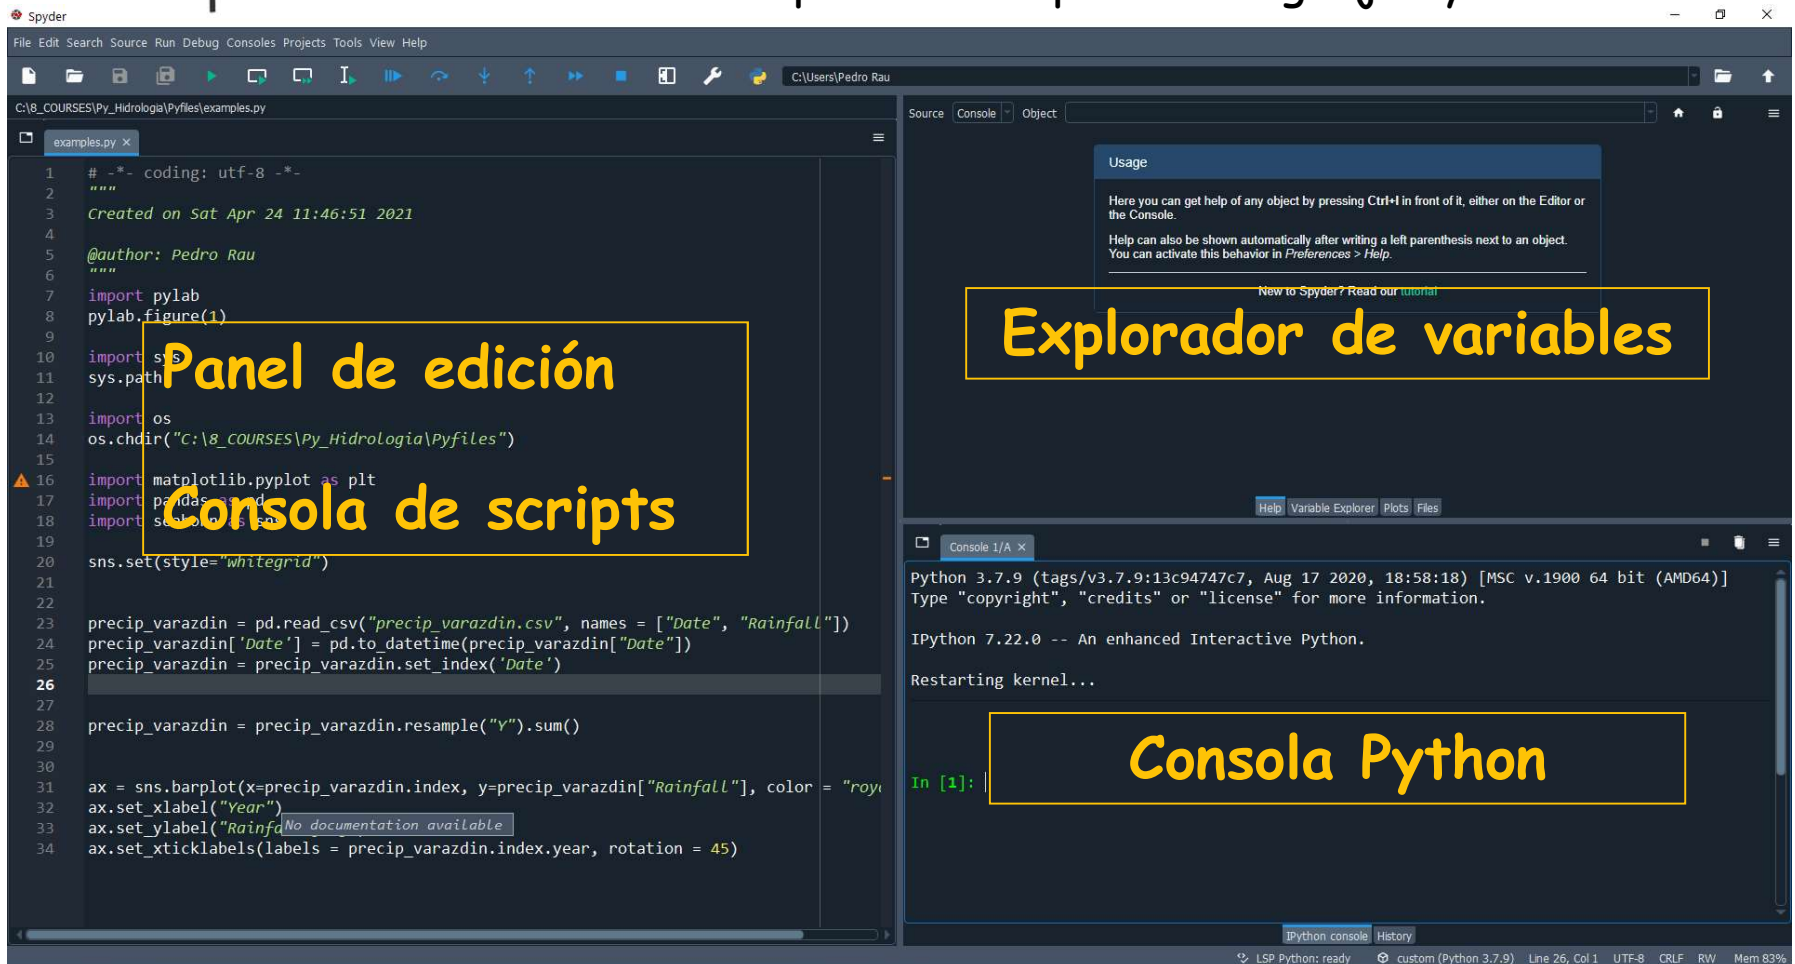 Spyder
File Edit Search Source Run Debug Consoles Projects Tools View Help
C:\Users\Pedro Rau
C:\8_COURSES\Py_Hidrologia\Pyfiles\examples.py
examples.py
1 # -*- coding: utf-8 -*-
2 """
3 Created on Sat Apr 24 11:46:51 2021
4
5 @author: Pedro Rau
6 """
7 import pylab
8 pylab.figure(1)
9
10 import sys
11 sys.path
12
13 import os
14 os.chdir("C:\8_COURSES\Py_Hidrologia\Pyfiles")
15
16 import matplotlib.pyplot as plt
17 import pandas as pd
18 import seaborn as sns
19
20 sns.set(style="whitegrid")
21
22
23 precip_varazdin = pd.read_csv("precip_varazdin.csv", names = ["Date", "Rainfall"])
24 precip_varazdin['Date'] = pd.to_datetime(precip_varazdin["Date"])
25 precip_varazdin = precip_varazdin.set_index('Date')
26
27
28 precip_varazdin = precip_varazdin.resample("Y").sum()
29
30
31 ax = sns.barplot(x=precip_varazdin.index, y=precip_varazdin["Rainfall"], color = "roy
32 ax.set_xlabel("Year")
33 ax.set_ylabel("Rainfa
No documentation available
34 ax.set_xticklabels(labels = precip_varazdin.index.year, rotation = 45)
Panel de edición
Consola de scripts
Source Console Object
Usage
Here you can get help of any object by pressing Ctrl+I in front of it, either on the Editor or
the Console.
Help can also be shown automatically after writing a left parenthesis next to an object.
You can activate this behavior in Preferences > Help.
New to Spyder? Read our tutorial
Explorador de variables
Help Variable Explorer Plots Files
Console 1/A
Python 3.7.9 (tags/v3.7.9:13c94747c7, Aug 17 2020, 18:58:18) [MSC v.1900 64 bit (AMD64)]
Type "copyright", "credits" or "license" for more information.
IPython 7.22.0 -- An enhanced Interactive Python.
Restarting kernel...
In [1]:
Consola Python
IPython console History
LSP Python: ready custom (Python 3.7.9) Line 26, Col 1 UTF-8 CRLF RW Mem 83%